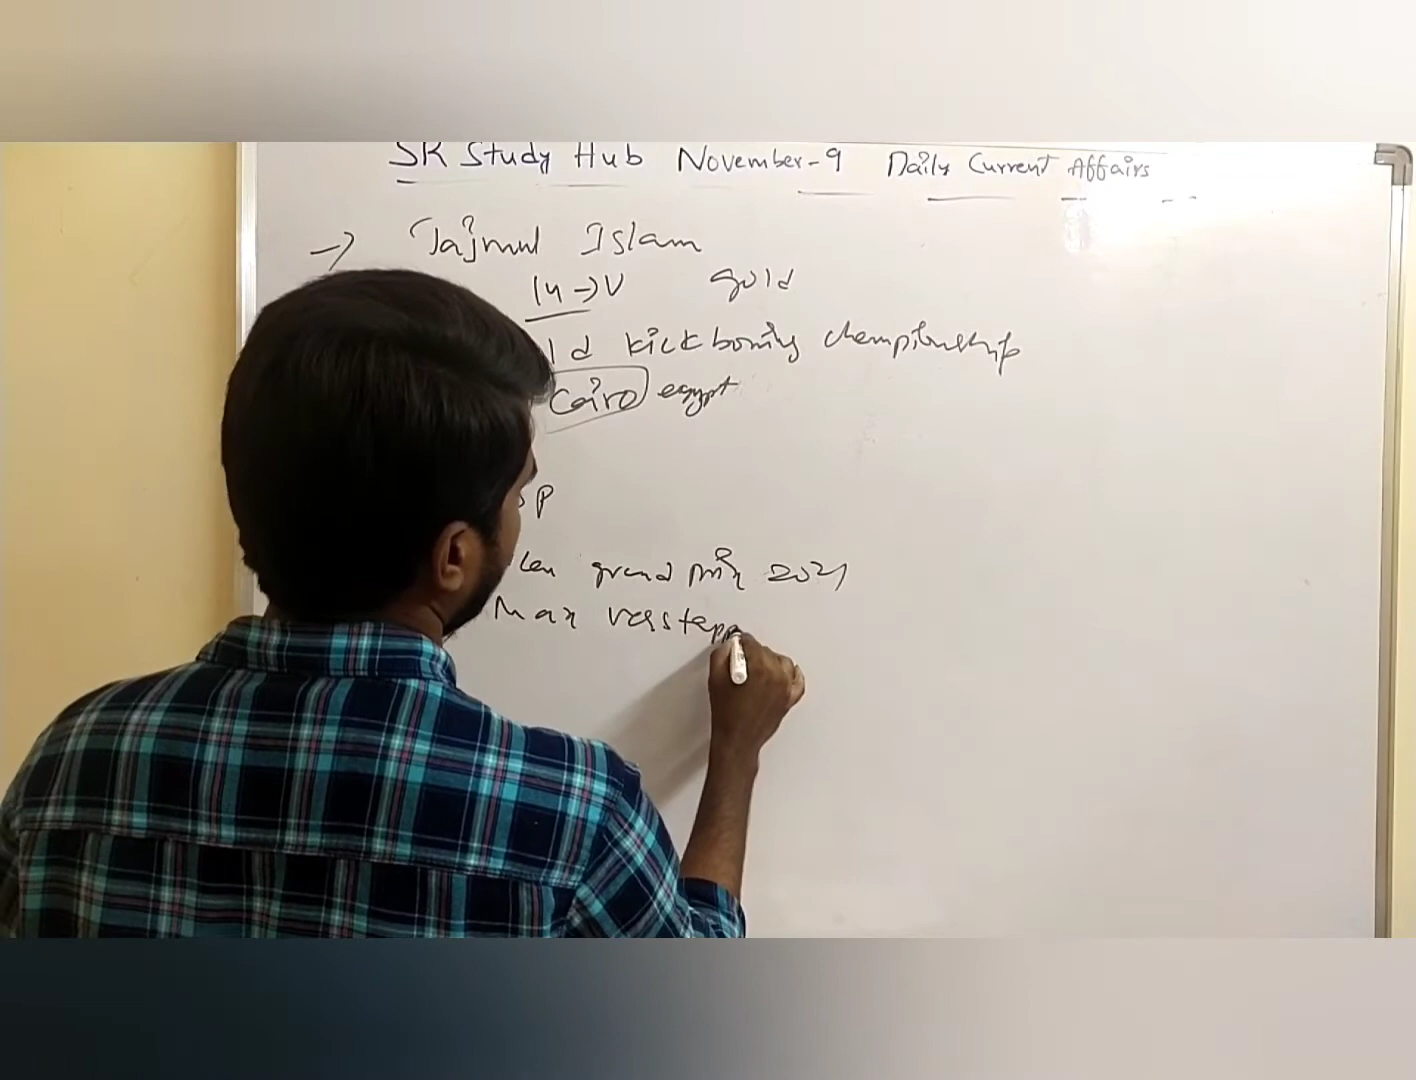 SK Study Hub November-9 Daily Current Affairs
→ Tajmul Islam
14 → V gold
ld kickboxing championship
Cairo egypt
P
grand prix 2021
Max verstapp